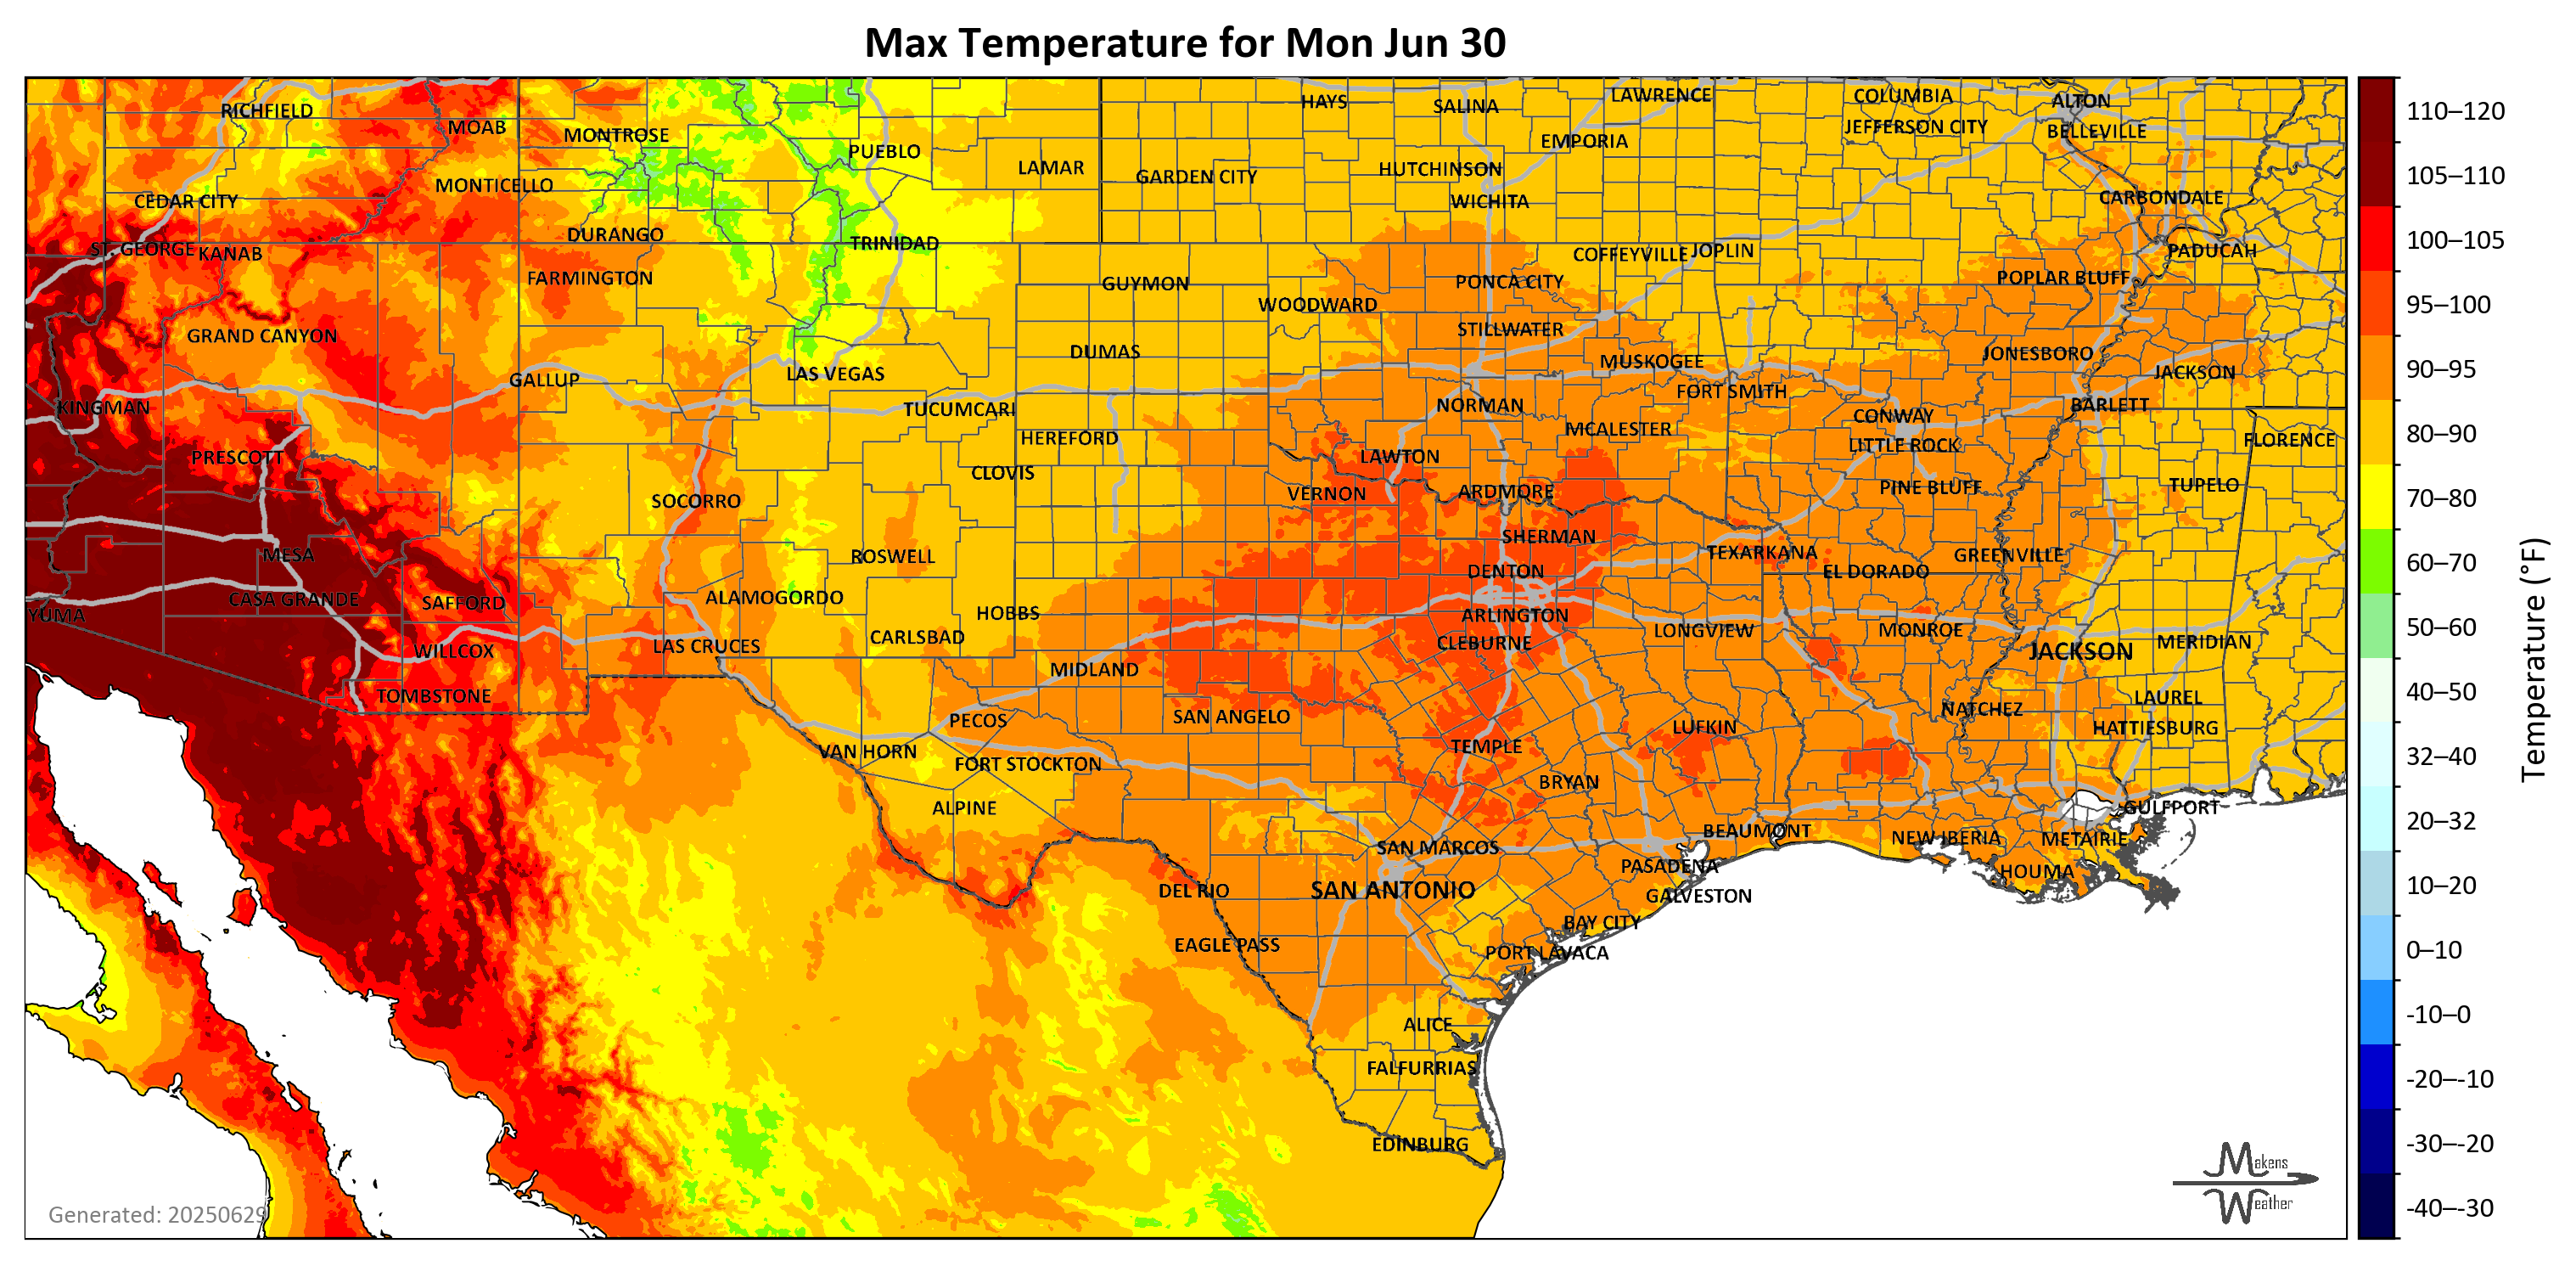 Max Temperature for Mon Jun 30
RICHFIELD
MOAB
MONTROSE
PUEBLO
LAMAR
HAYS
SALINA
LAWRENCE
COLUMBIA
ALTON
EMPORIA
JEFFERSON CITY
BELLEVILLE
CEDAR CITY
MONTICELLO
GARDEN CITY
HUTCHINSON
WICHITA
CARBONDALE
ST. GEORGE
KANAB
DURANGO
TRINIDAD
COFFEYVILLE
JOPLIN
PADUCAH
FARMINGTON
GUYMON
WOODWARD
PONCA CITY
POPLAR BLUFF
GRAND CANYON
DUMAS
STILLWATER
MUSKOGEE
JONESBORO
GALLUP
LAS VEGAS
FORT SMITH
JACKSON
KINGMAN
TUCUMCARI
NORMAN
CONWAY
BARLETT
PRESCOTT
HEREFORD
MCALESTER
LITTLE ROCK
FLORENCE
CLOVIS
LAWTON
SOCORRO
VERNON
ARDMORE
PINE BLUFF
TUPELO
MESA
ROSWELL
SHERMAN
TEXARKANA
GREENVILLE
DENTON
EL DORADO
YUMA
CASA GRANDE
SAFFORD
ALAMOGORDO
HOBBS
ARLINGTON
WILLCOX
LAS CRUCES
CARLSBAD
CLEBURNE
LONGVIEW
MONROE
JACKSON
MERIDIAN
MIDLAND
TOMBSTONE
PECOS
SAN ANGELO
LUFKIN
NATCHEZ
LAUREL
HATTIESBURG
VAN HORN
FORT STOCKTON
TEMPLE
BRYAN
ALPINE
GULFPORT
SAN MARCOS
BEAUMONT
NEW IBERIA
METAIRIE
DEL RIO
SAN ANTONIO
PASADENA
HOUMA
GALVESTON
EAGLE PASS
BAY CITY
PORT LAVACA
ALICE
FALFURRIAS
EDINBURG
Generated: 20250629
Makens
Weather
110–120
105–110
100–105
95–100
90–95
80–90
70–80
60–70
50–60
40–50
32–40
20–32
10–20
0–10
-10–0
-20–-10
-30–-20
-40–-30
Temperature (°F)